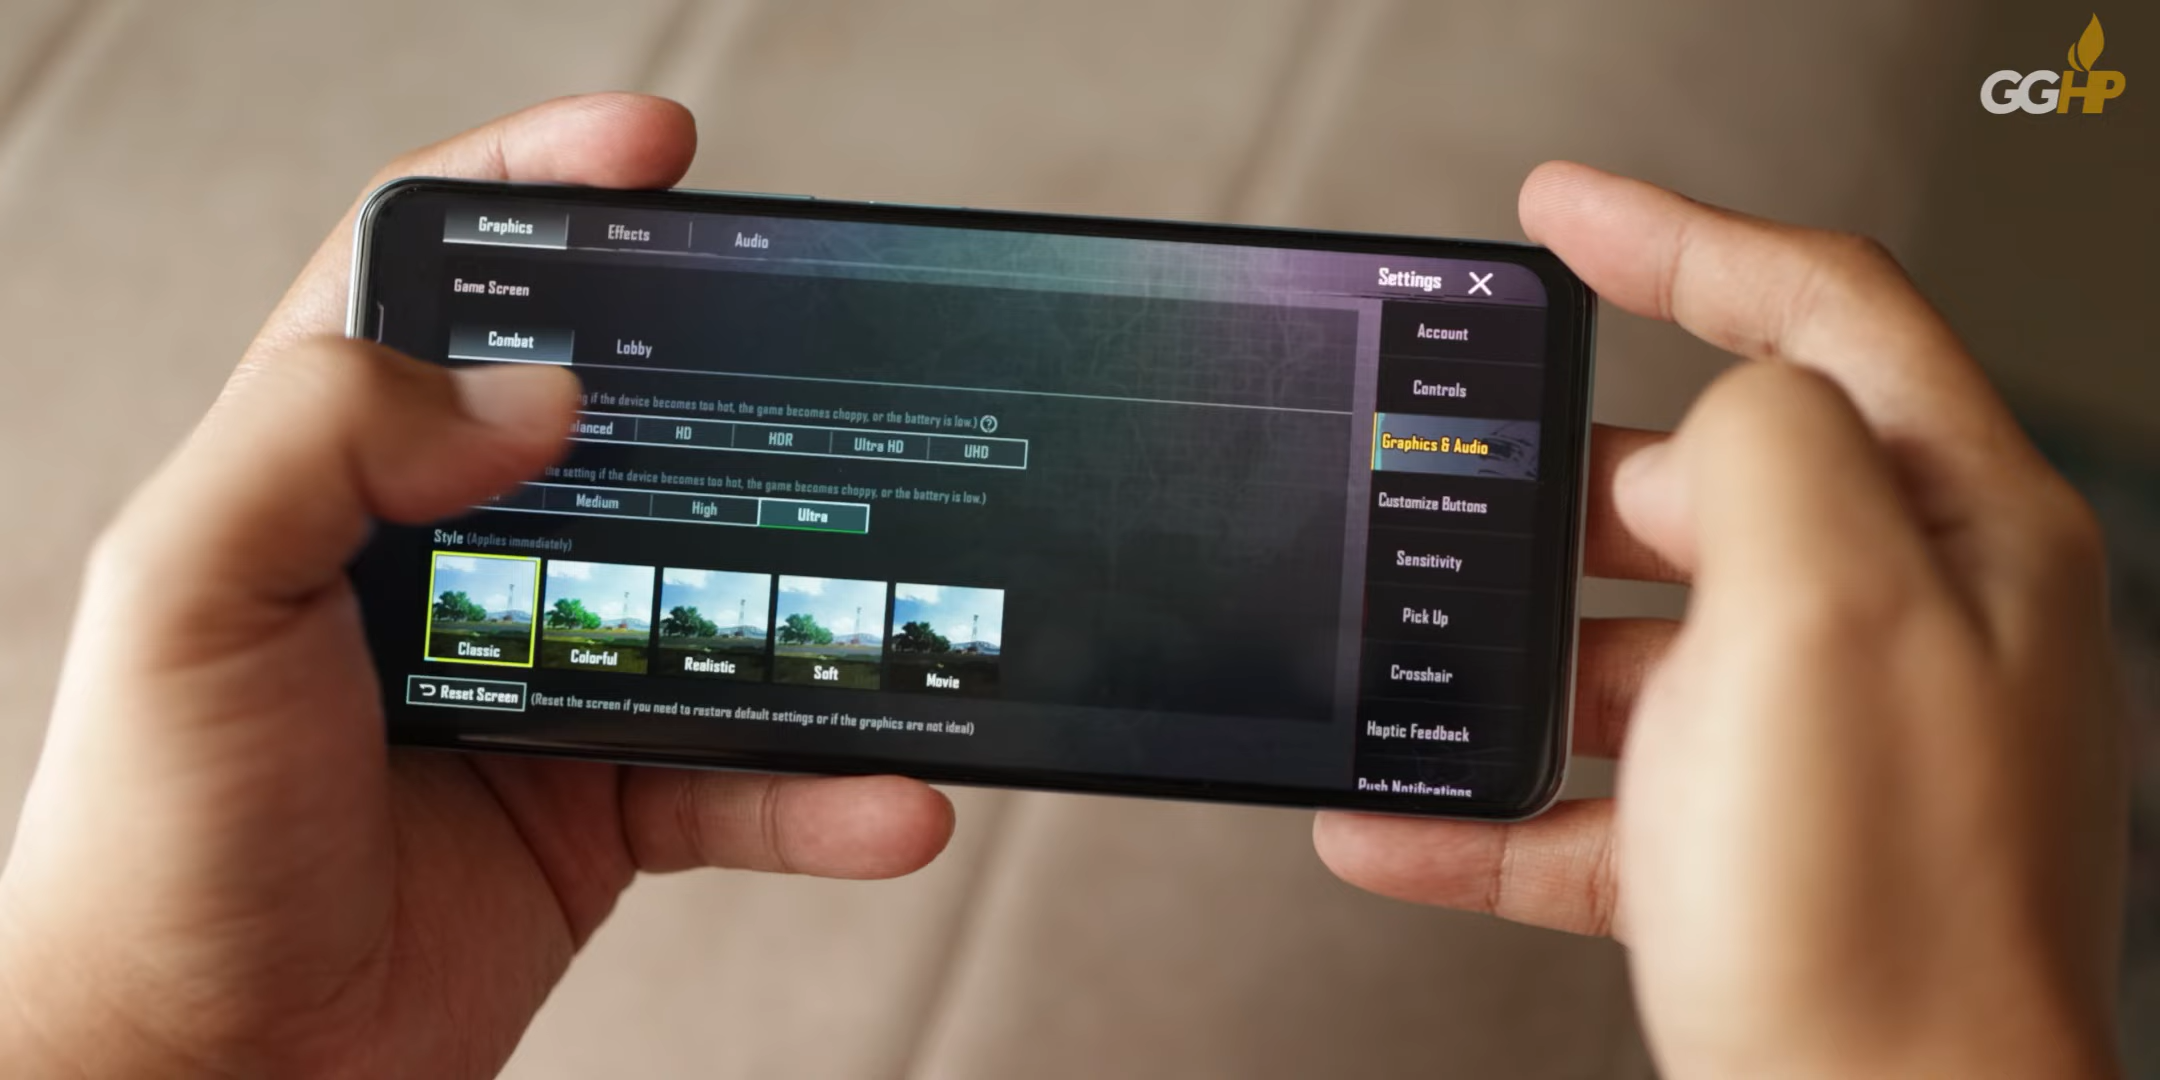 GGHP
Graphics Effects Audio
Settings
Game Screen
Account
Combat Lobby
Controls
if the device becomes too hot, the game becomes choppy, or the battery is low.) ?
HD HDR Ultra HD UHD
Graphics & Audio
the setting if the device becomes too hot, the game becomes choppy, or the battery is low.)
Medium High Ultra
Customize Buttons
Style (Applies immediately)
Sensitivity
Classic Colorful Realistic Soft Movie
Pick Up
Crosshair
Reset Screen (Reset the screen if you need to restore default settings or if the graphics are not ideal)
Haptic Feedback
Push Notifications